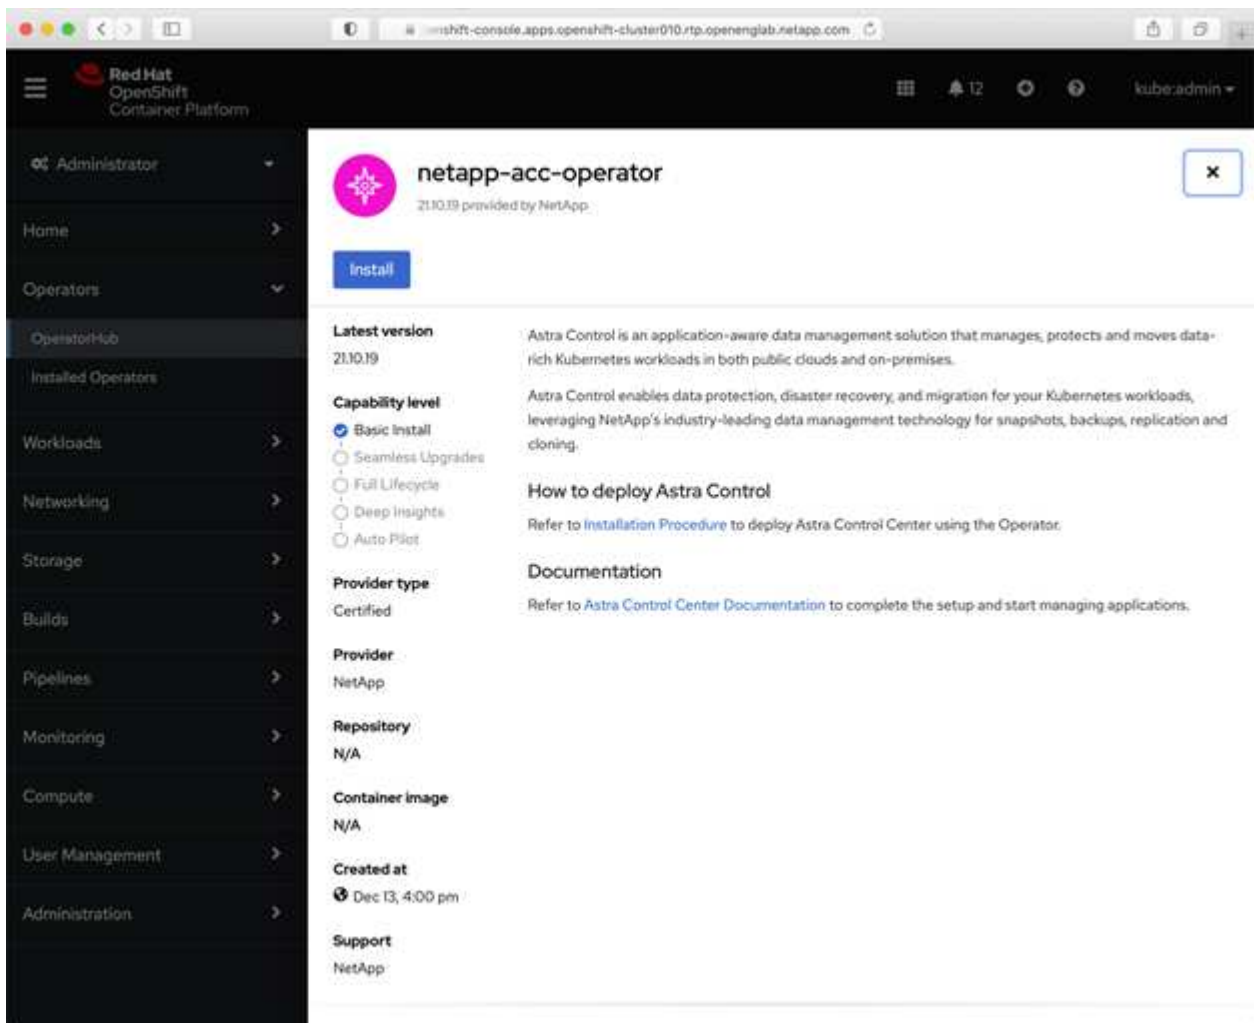 shift-console.apps.openshift-cluster010.rtp.openenglab.netapp.com
Red Hat
OpenShift
Container Platform
12
kube:admin
Administrator
Home
Operators
OperatorHub
Installed Operators
Workloads
Networking
Storage
Builds
Pipelines
Monitoring
Compute
User Management
Administration
netapp-acc-operator
21.10.19 provided by NetApp
Install
Latest version
21.10.19
Capability level
Basic Install
Seamless Upgrades
Full Lifecycle
Deep Insights
Auto Pilot
Provider type
Certified
Provider
NetApp
Repository
N/A
Container image
N/A
Created at
Dec 13, 4:00 pm
Support
NetApp
Astra Control is an application-aware data management solution that manages, protects and moves data-
rich Kubernetes workloads in both public clouds and on-premises.
Astra Control enables data protection, disaster recovery, and migration for your Kubernetes workloads,
leveraging NetApp's industry-leading data management technology for snapshots, backups, replication and
cloning.
How to deploy Astra Control
Refer to Installation Procedure to deploy Astra Control Center using the Operator.
Documentation
Refer to Astra Control Center Documentation to complete the setup and start managing applications.